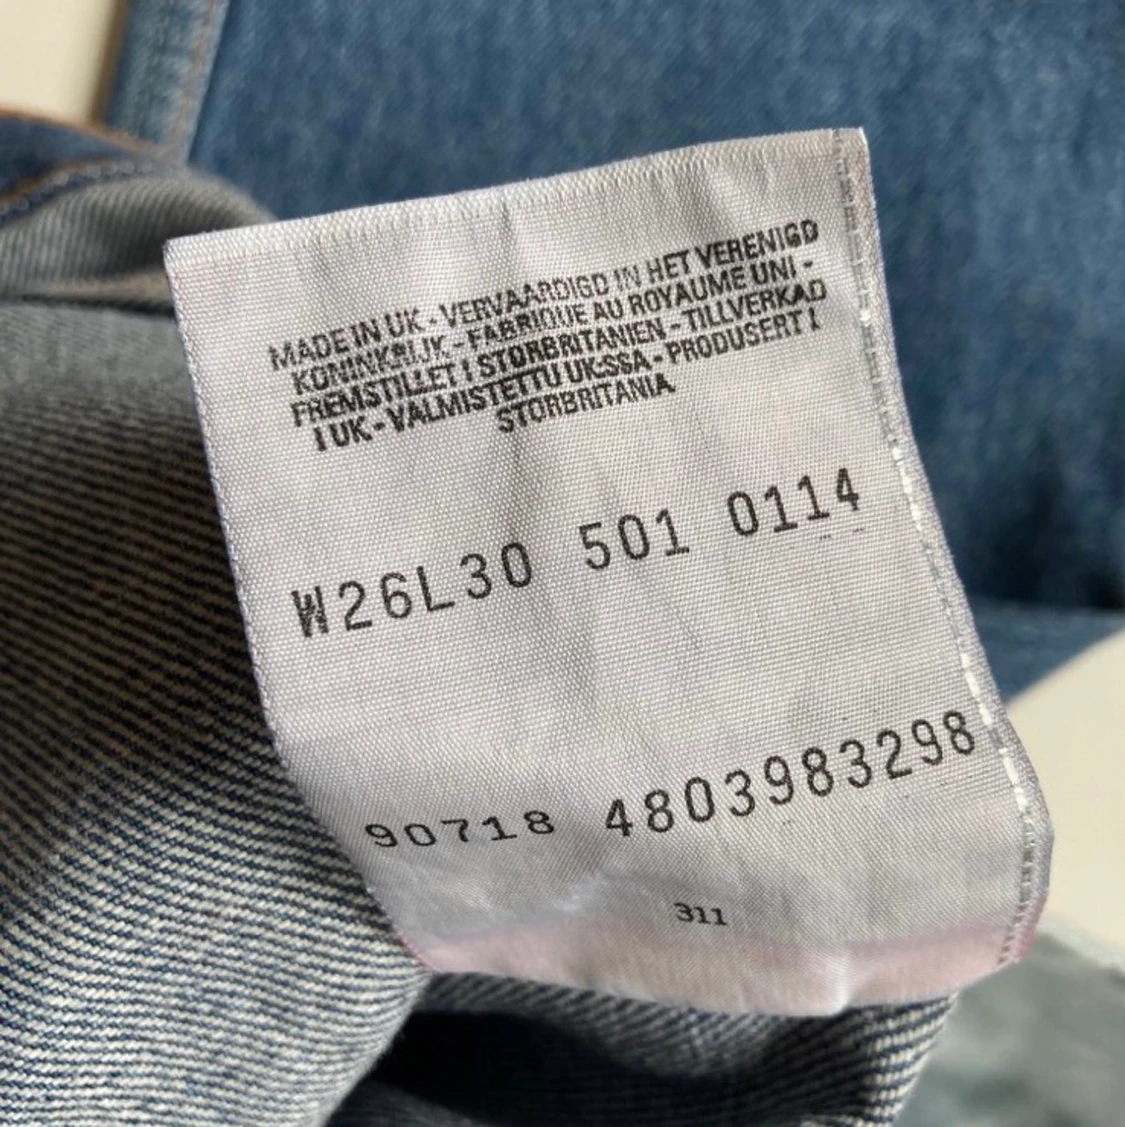 MADE IN UK - VERVAARDIGD IN HET VERENIGD
KONINKRIJK - FABRIQUE AU ROYAUME UNI -
FREMSTILLET I STORBRITANIEN - TILLVERKAD
I UK - VALMISTETTU UK:SSA - PRODUSERT I
STORBRITANIA
W26L30 501 0114
90718 4803983298
311